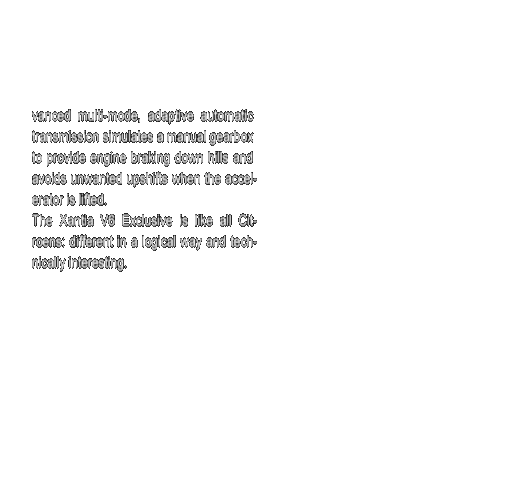 vanced multi-mode, adaptive automatic
transmission simulates a manual gearbox
to provide engine braking down hills and
avoids unwanted upshifts when the accel-
erator is lifted.
The Xantia V6 Exclusive is like all Cit-
roens: different in a logical way and tech-
nically interesting.